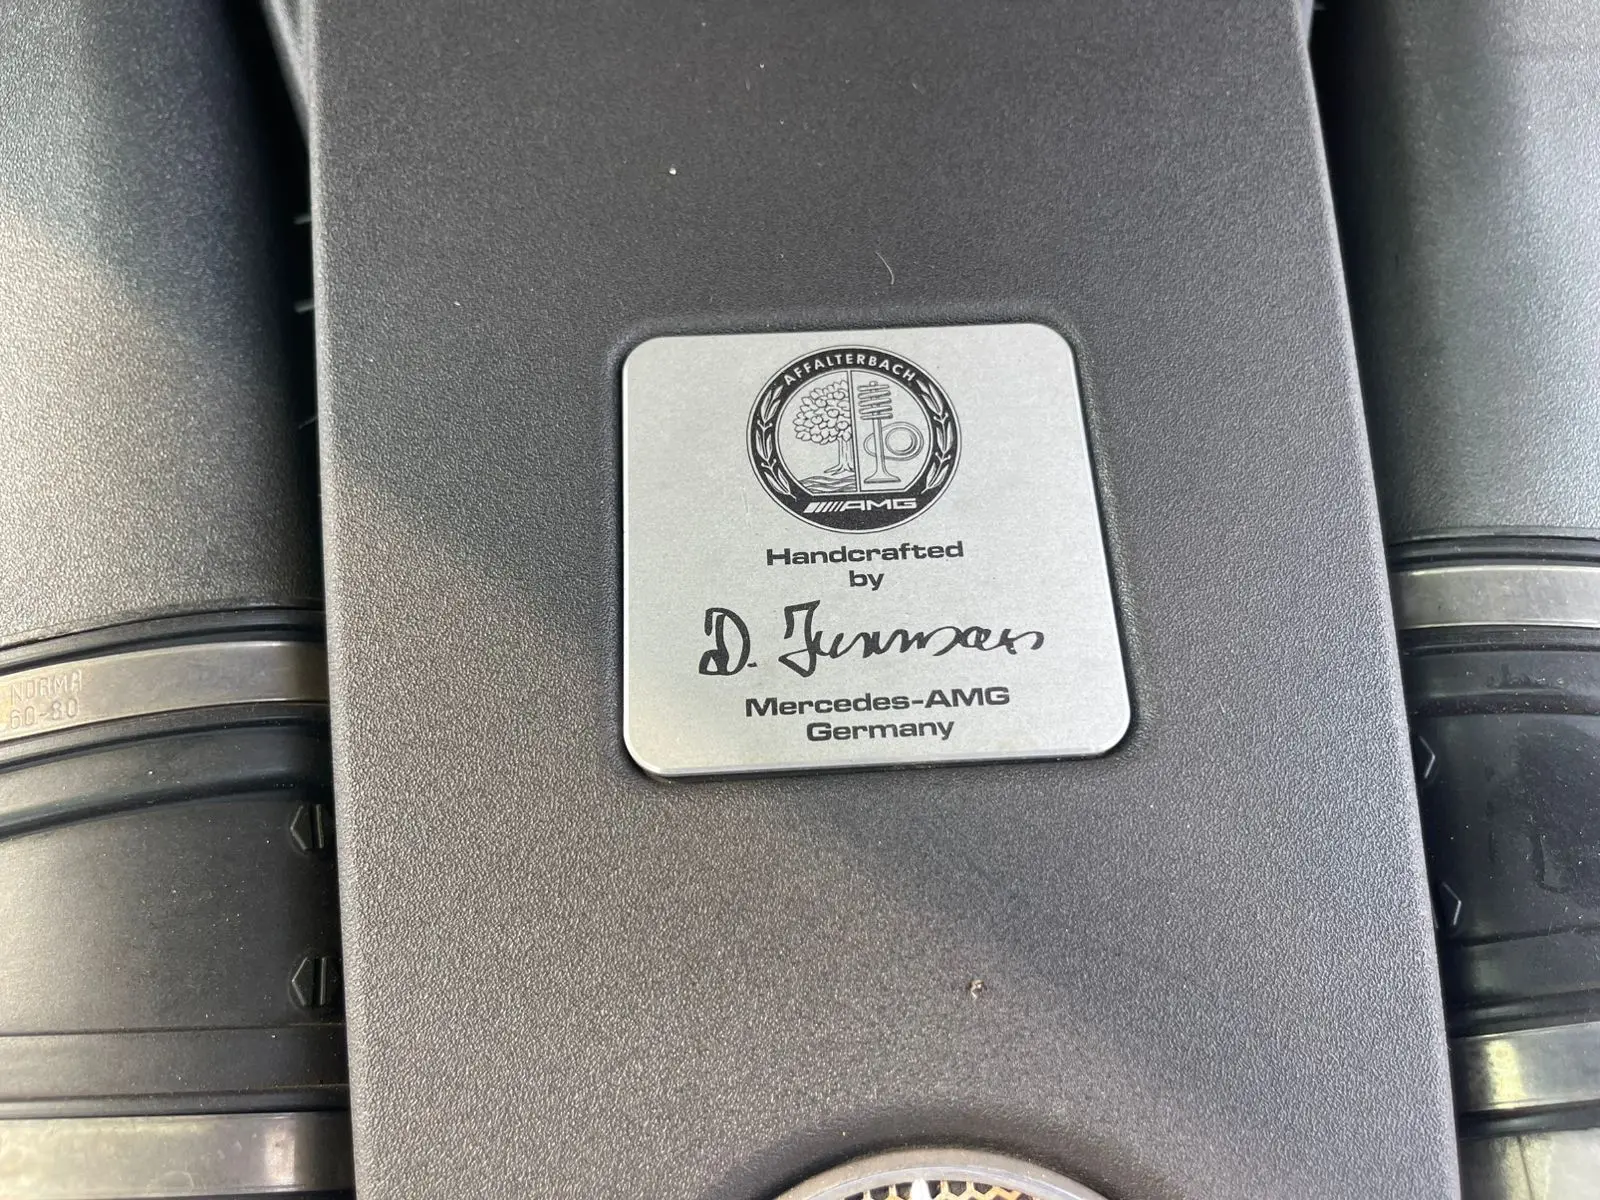 AFFALTERBACH
AMG
Handcrafted
by
D.
Mercedes-AMG
Germany
NORMA
60-80